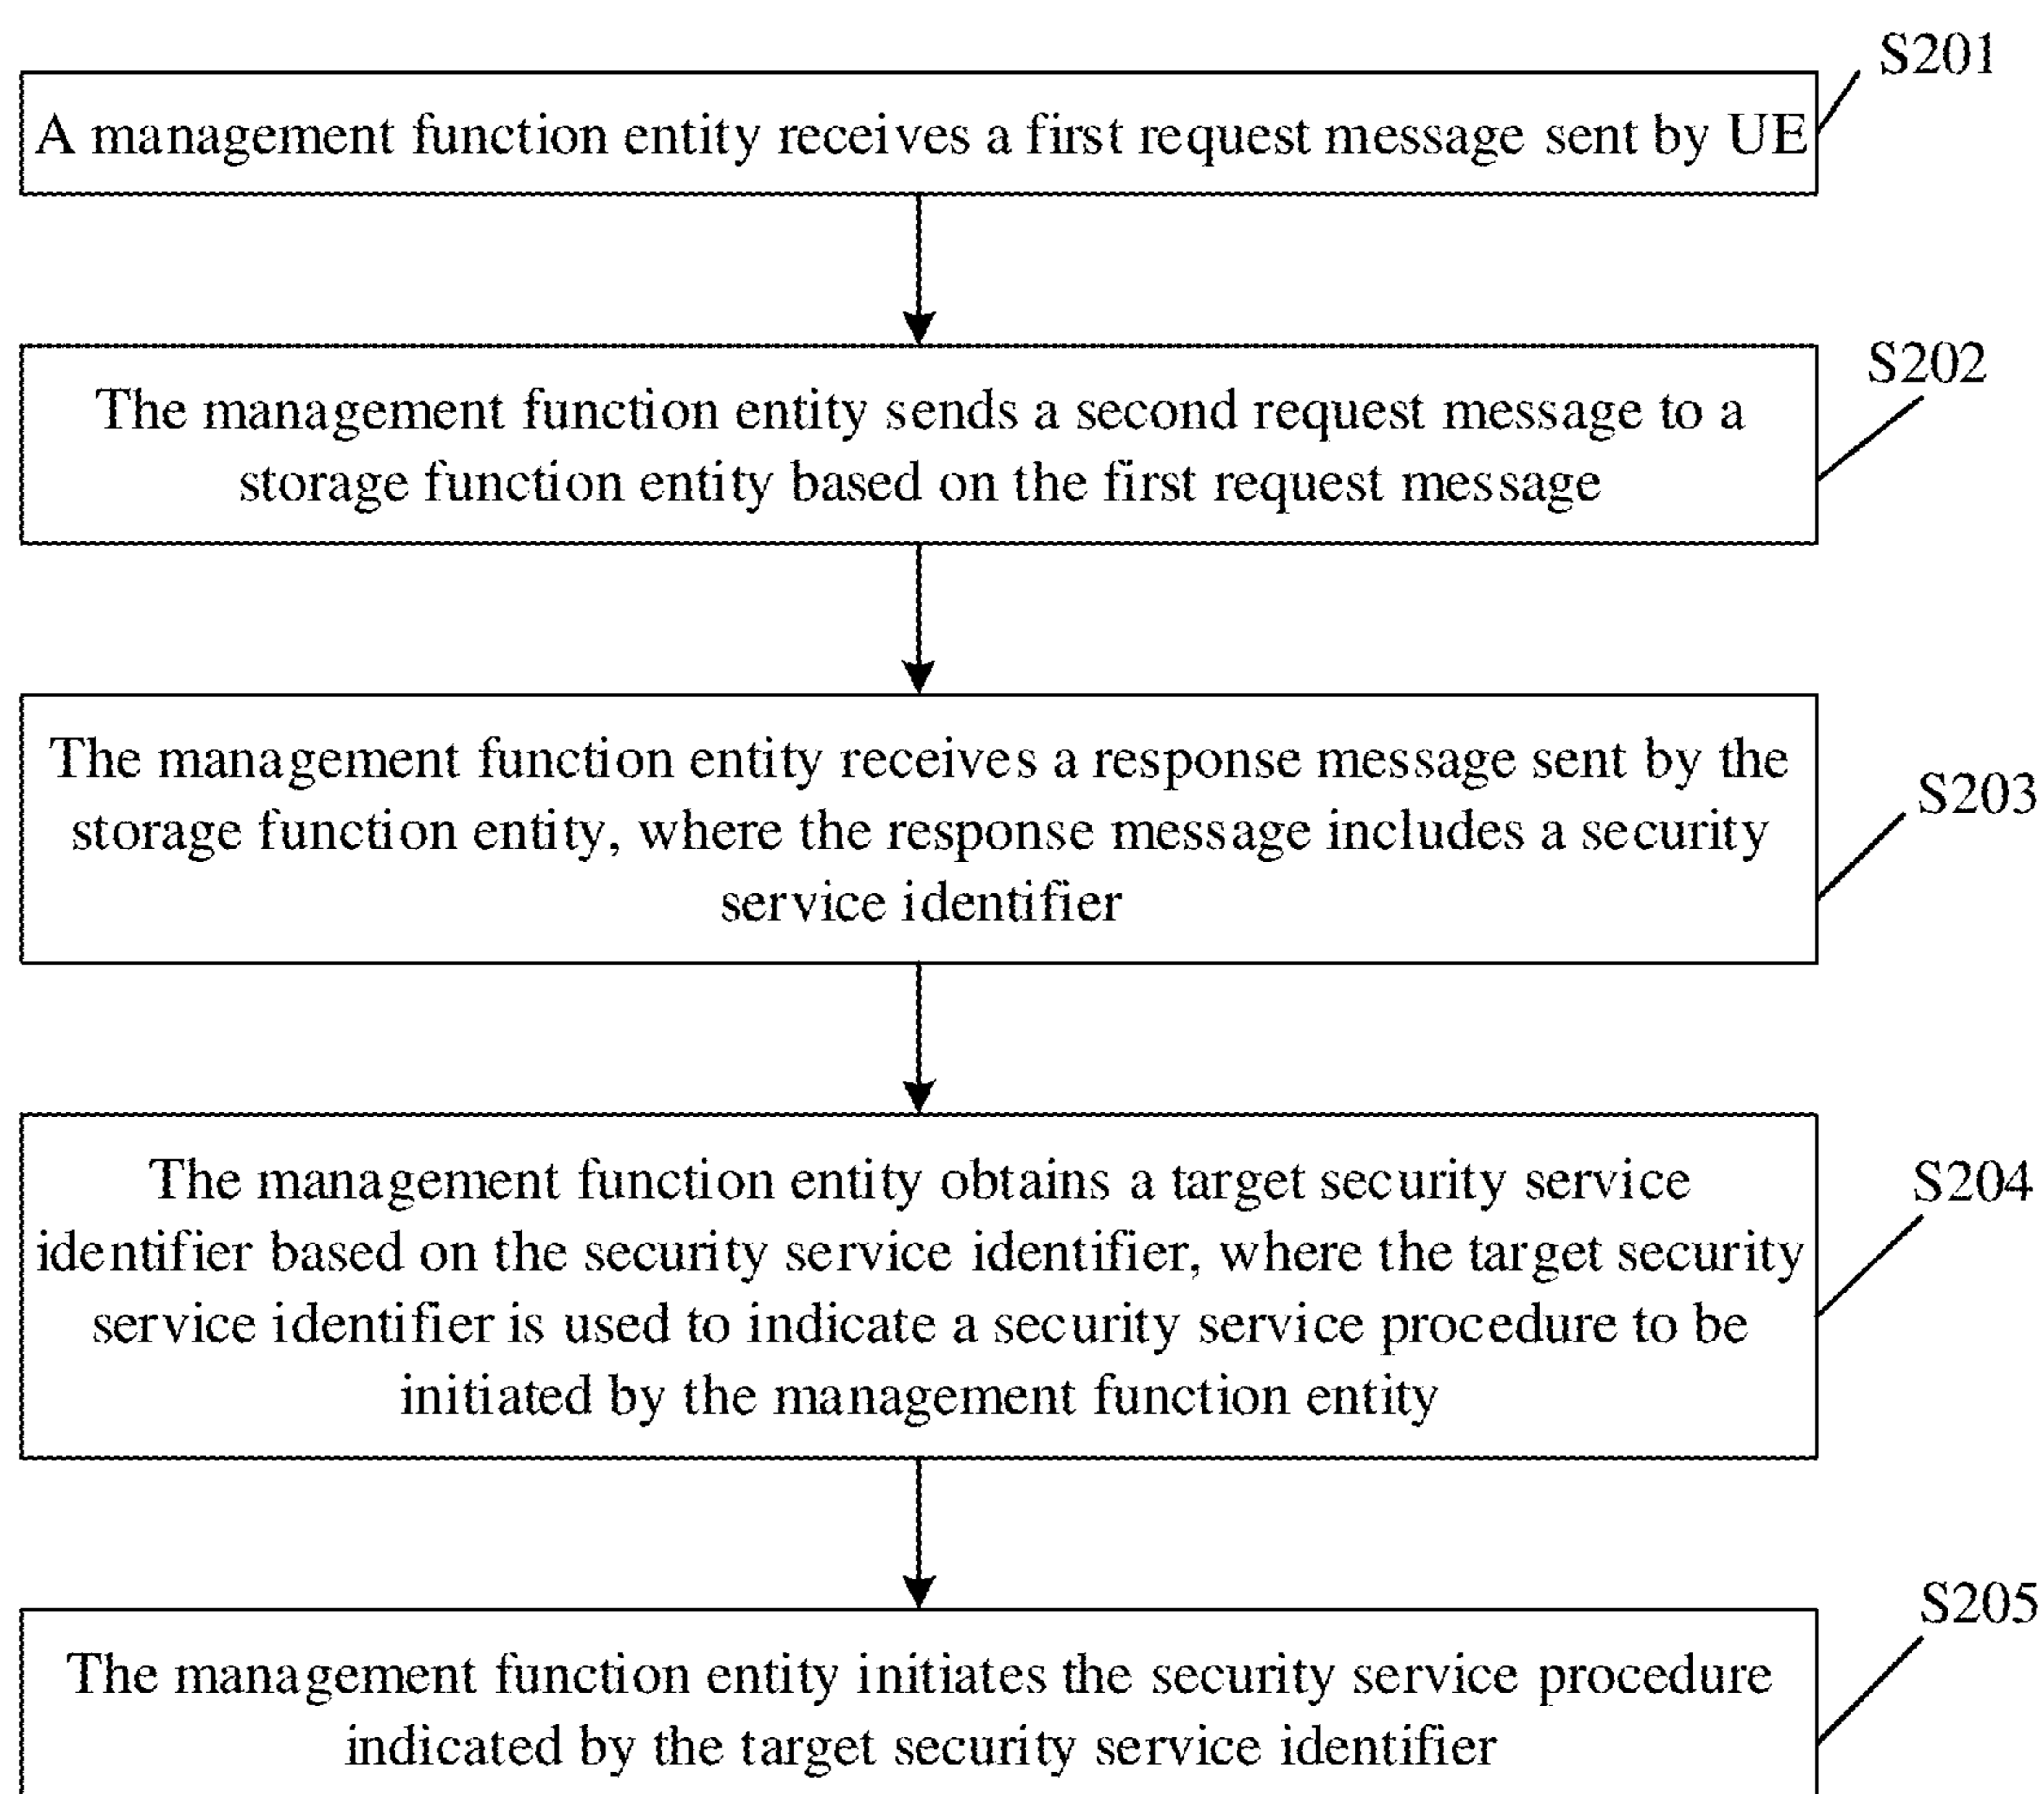 S201
A management function entity receives a first request message sent by UE
S202
The management function entity sends a second request message to a
storage function entity based on the first request message
The management function entity receives a response message sent by the
S203
storage function entity, where the response message includes a security
service identifier
The management function entity obtains a target security service
S204
identifier based on the security service identifier, where the target security
service identifier is used to indicate a security service procedure to be
initiated by the management function entity
S205
The management function entity initiates the security service procedure
indicated by the target security service identifier